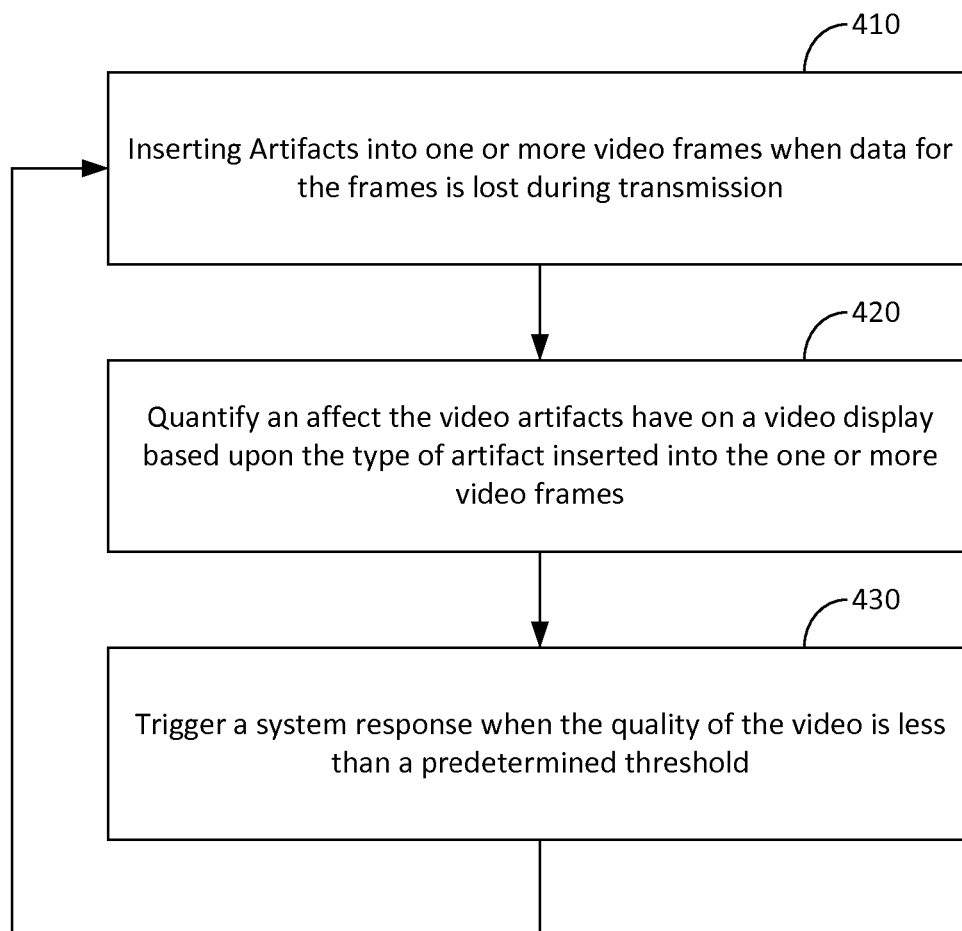 410
Inserting Artifacts into one or more video frames when data for
the frames is lost during transmission
420
Quantify an affect the video artifacts have on a video display
based upon the type of artifact inserted into the one or more
video frames
430
Trigger a system response when the quality of the video is less
than a predetermined threshold